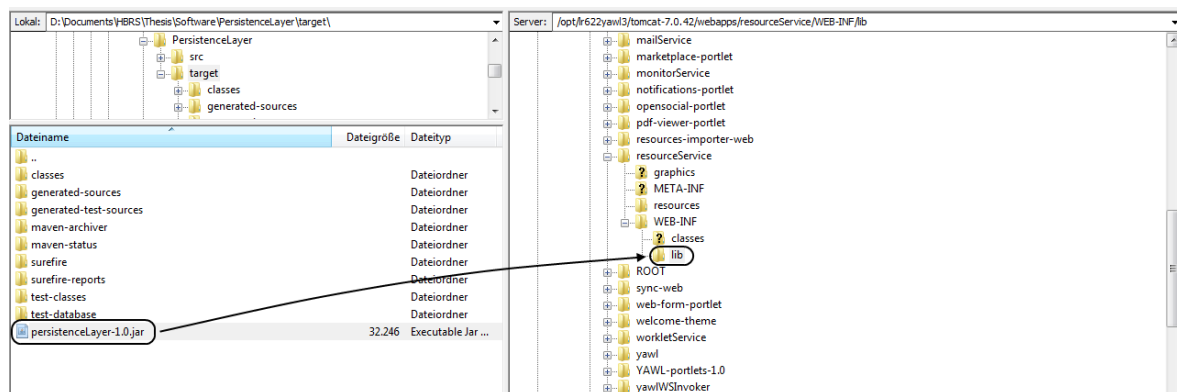 Lokal: D:\Documents\HBRS\Thesis\Software\PersistenceLayer\target\
PersistenceLayer
src
target
classes
generated-sources
Dateiname Dateigröße Dateityp
..
classes Dateiordner
generated-sources Dateiordner
generated-test-sources Dateiordner
maven-archiver Dateiordner
maven-status Dateiordner
surefire Dateiordner
surefire-reports Dateiordner
test-classes Dateiordner
test-database Dateiordner
persistenceLayer-1.0.jar 32.246 Executable Jar ...
Server: /opt/lr622yawl3/tomcat-7.0.42/webapps/resourceService/WEB-INF/lib
mailService
marketplace-portlet
monitorService
notifications-portlet
opensocial-portlet
pdf-viewer-portlet
resources-importer-web
resourceService
? graphics
? META-INF
resources
WEB-INF
? classes
lib
ROOT
sync-web
web-form-portlet
welcome-theme
workletService
yawl
YAWL-portlets-1.0
yawlWSInvoker